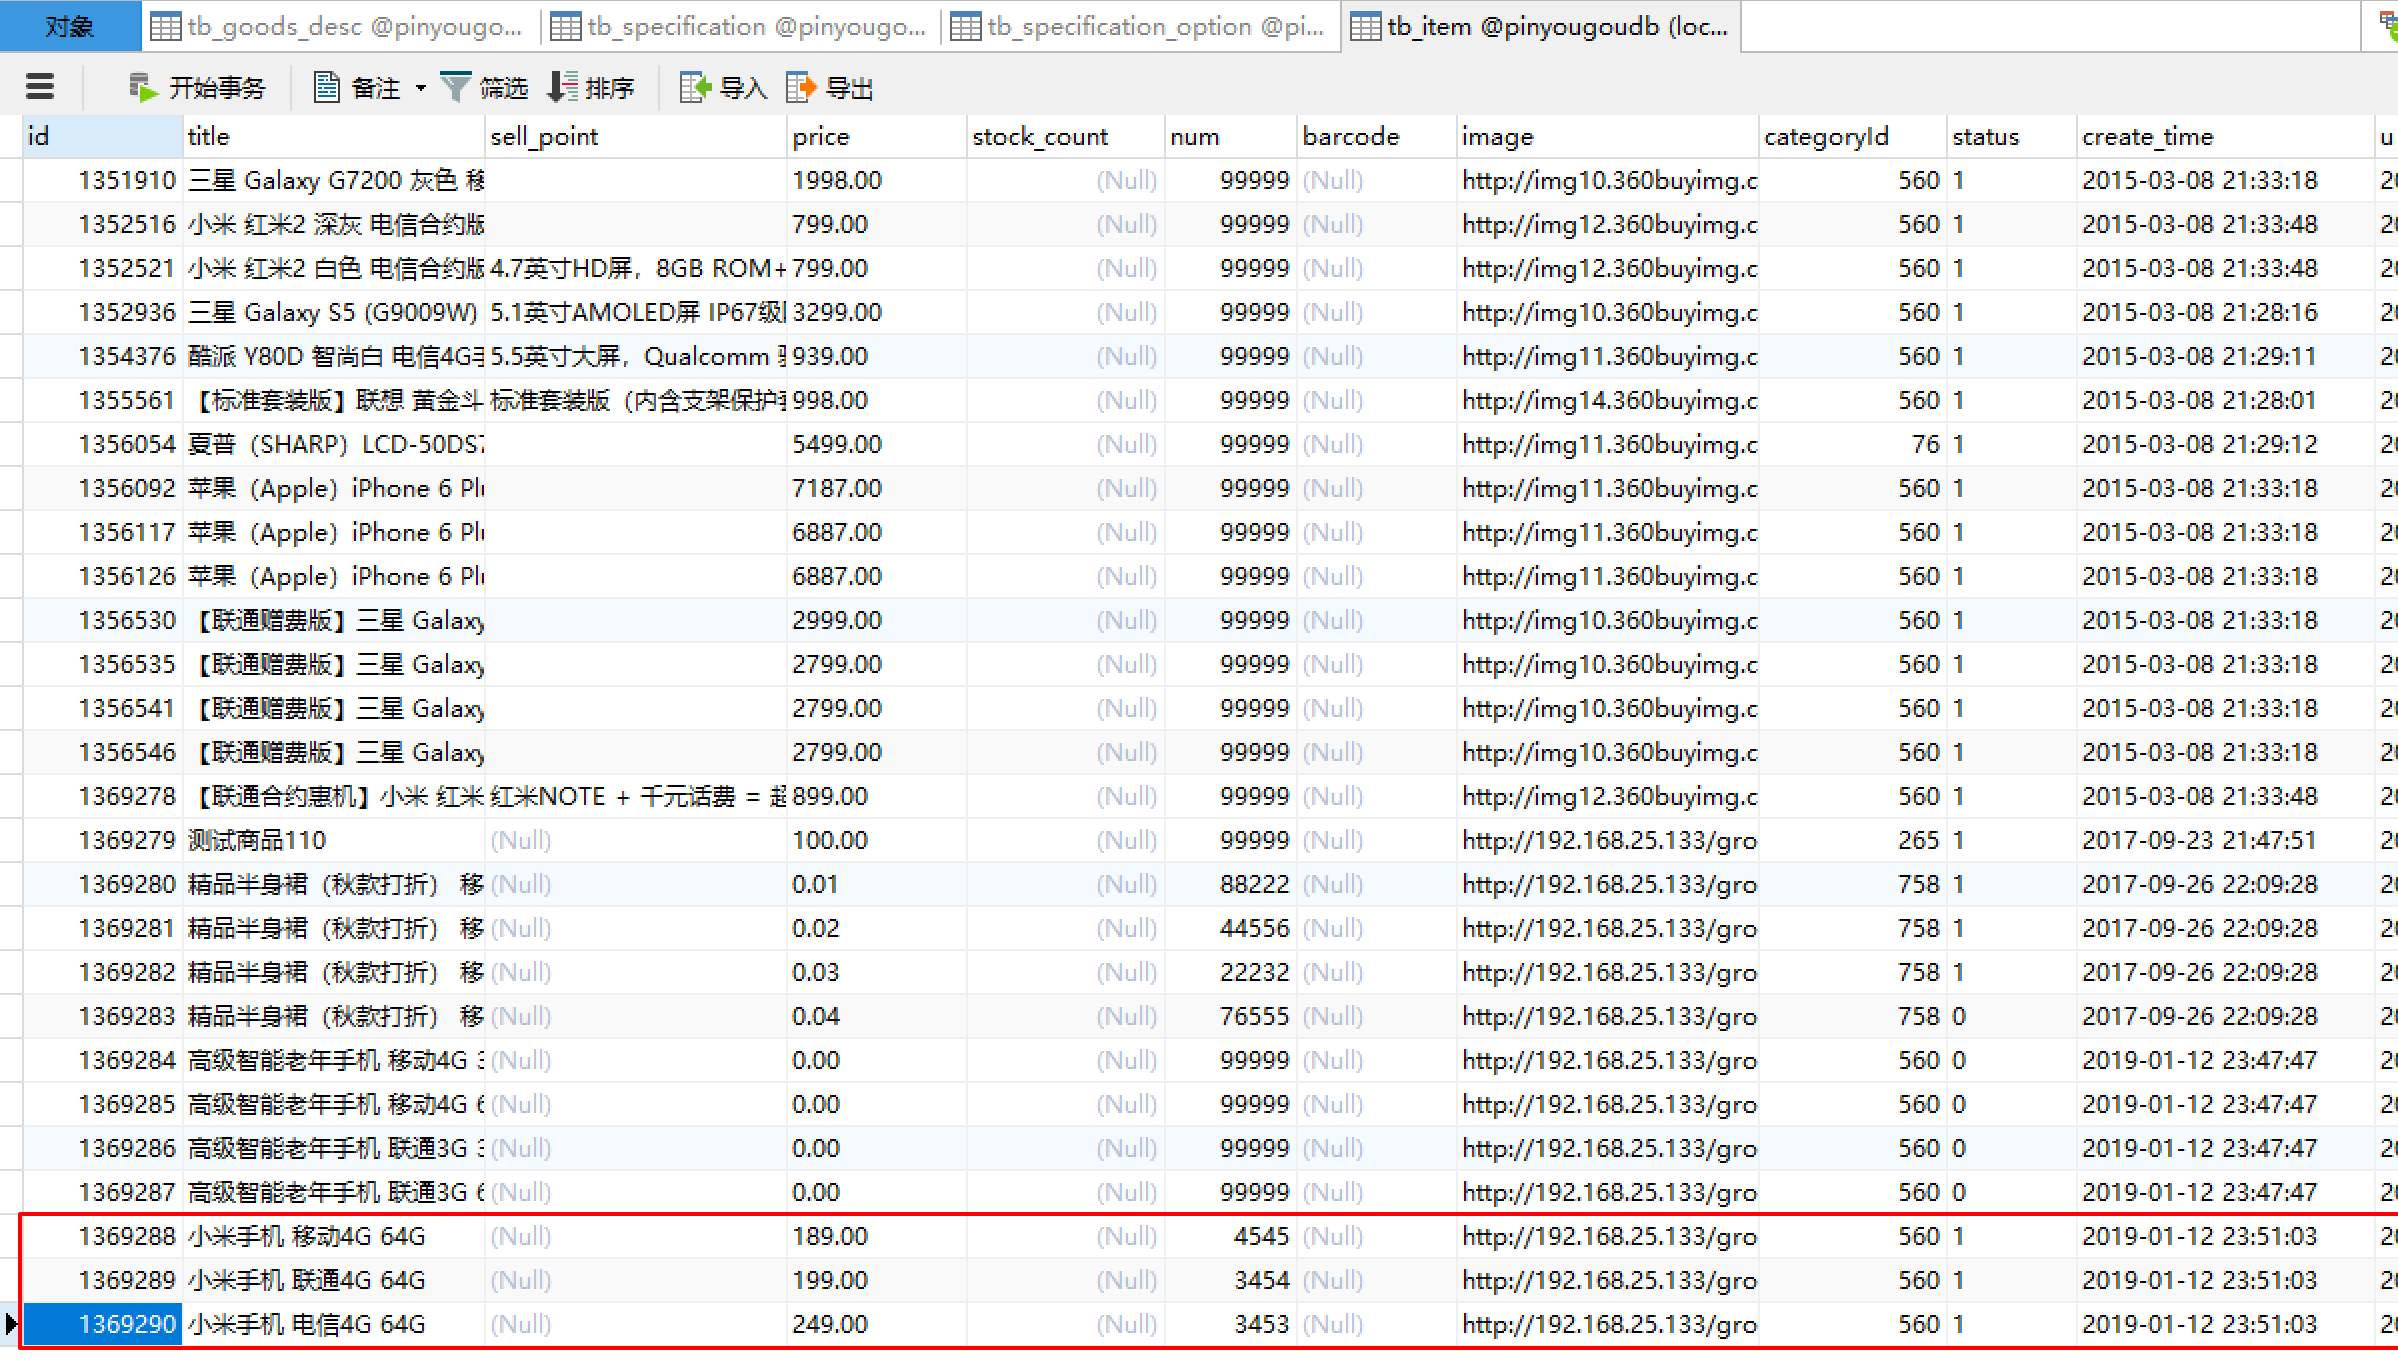 对象 tb_goods_desc @pinyougo... tb_specification @pinyougo... tb_specification_option @pi... tb_item @pinyougoudb (loc...
开始事务 备注 筛选 排序 导入 导出
id title sell_point price stock_count num barcode image categoryId status create_time u
1351910 三星 Galaxy G7200 灰色 移 1998.00 (Null) 99999 (Null) http://img10.360buyimg.c 560 1 2015-03-08 21:33:18 20
1352516 小米 红米2 深灰 电信合约版 799.00 (Null) 99999 (Null) http://img12.360buyimg.c 560 1 2015-03-08 21:33:48 20
1352521 小米 红米2 白色 电信合约版 4.7英寸HD屏，8GB ROM+ 799.00 (Null) 99999 (Null) http://img12.360buyimg.c 560 1 2015-03-08 21:33:48 20
1352936 三星 Galaxy S5 (G9009W) 5.1英寸AMOLED屏 IP67级 3299.00 (Null) 99999 (Null) http://img10.360buyimg.c 560 1 2015-03-08 21:28:16 20
1354376 酷派 Y80D 智尚白 电信4G手 5.5英寸大屏，Qualcomm 939.00 (Null) 99999 (Null) http://img11.360buyimg.c 560 1 2015-03-08 21:29:11 20
1355561 【标准套装版】联想 黄金斗 标准套装版（内含支架保护套 998.00 (Null) 99999 (Null) http://img14.360buyimg.c 560 1 2015-03-08 21:28:01 20
1356054 夏普（SHARP）LCD-50DS7 5499.00 (Null) 99999 (Null) http://img11.360buyimg.c 76 1 2015-03-08 21:29:12 20
1356092 苹果（Apple）iPhone 6 Plu 7187.00 (Null) 99999 (Null) http://img11.360buyimg.c 560 1 2015-03-08 21:33:18 20
1356117 苹果（Apple）iPhone 6 Plu 6887.00 (Null) 99999 (Null) http://img11.360buyimg.c 560 1 2015-03-08 21:33:18 20
1356126 苹果（Apple）iPhone 6 Plu 6887.00 (Null) 99999 (Null) http://img11.360buyimg.c 560 1 2015-03-08 21:33:18 20
1356530 【联通赠费版】三星 Galaxy 2999.00 (Null) 99999 (Null) http://img10.360buyimg.c 560 1 2015-03-08 21:33:18 20
1356535 【联通赠费版】三星 Galaxy 2799.00 (Null) 99999 (Null) http://img10.360buyimg.c 560 1 2015-03-08 21:33:18 20
1356541 【联通赠费版】三星 Galaxy 2799.00 (Null) 99999 (Null) http://img10.360buyimg.c 560 1 2015-03-08 21:33:18 20
1356546 【联通赠费版】三星 Galaxy 2799.00 (Null) 99999 (Null) http://img10.360buyimg.c 560 1 2015-03-08 21:33:18 20
1369278 【联通合约惠机】小米 红米 红米NOTE + 千元话费 = 超 899.00 (Null) 99999 (Null) http://img12.360buyimg.c 560 1 2015-03-08 21:33:48 20
1369279 测试商品110 (Null) 100.00 (Null) 99999 (Null) http://192.168.25.133/gro 265 1 2017-09-23 21:47:51 20
1369280 精品半身裙（秋款打折） 移 (Null) 0.01 (Null) 88222 (Null) http://192.168.25.133/gro 758 1 2017-09-26 22:09:28 20
1369281 精品半身裙（秋款打折） 移 (Null) 0.02 (Null) 44556 (Null) http://192.168.25.133/gro 758 1 2017-09-26 22:09:28 20
1369282 精品半身裙（秋款打折） 移 (Null) 0.03 (Null) 22232 (Null) http://192.168.25.133/gro 758 1 2017-09-26 22:09:28 20
1369283 精品半身裙（秋款打折） 移 (Null) 0.04 (Null) 76555 (Null) http://192.168.25.133/gro 758 0 2017-09-26 22:09:28 20
1369284 高级智能老年手机 移动4G 3 (Null) 0.00 (Null) 99999 (Null) http://192.168.25.133/gro 560 0 2019-01-12 23:47:47 20
1369285 高级智能老年手机 移动4G 6 (Null) 0.00 (Null) 99999 (Null) http://192.168.25.133/gro 560 0 2019-01-12 23:47:47 20
1369286 高级智能老年手机 联通3G 3 (Null) 0.00 (Null) 99999 (Null) http://192.168.25.133/gro 560 0 2019-01-12 23:47:47 20
1369287 高级智能老年手机 联通3G 6 (Null) 0.00 (Null) 99999 (Null) http://192.168.25.133/gro 560 0 2019-01-12 23:47:47 20
1369288 小米手机 移动4G 64G (Null) 189.00 (Null) 4545 (Null) http://192.168.25.133/gro 560 1 2019-01-12 23:51:03 20
1369289 小米手机 联通4G 64G (Null) 199.00 (Null) 3454 (Null) http://192.168.25.133/gro 560 1 2019-01-12 23:51:03 20
1369290 小米手机 电信4G 64G (Null) 249.00 (Null) 3453 (Null) http://192.168.25.133/gro 560 1 2019-01-12 23:51:03 20